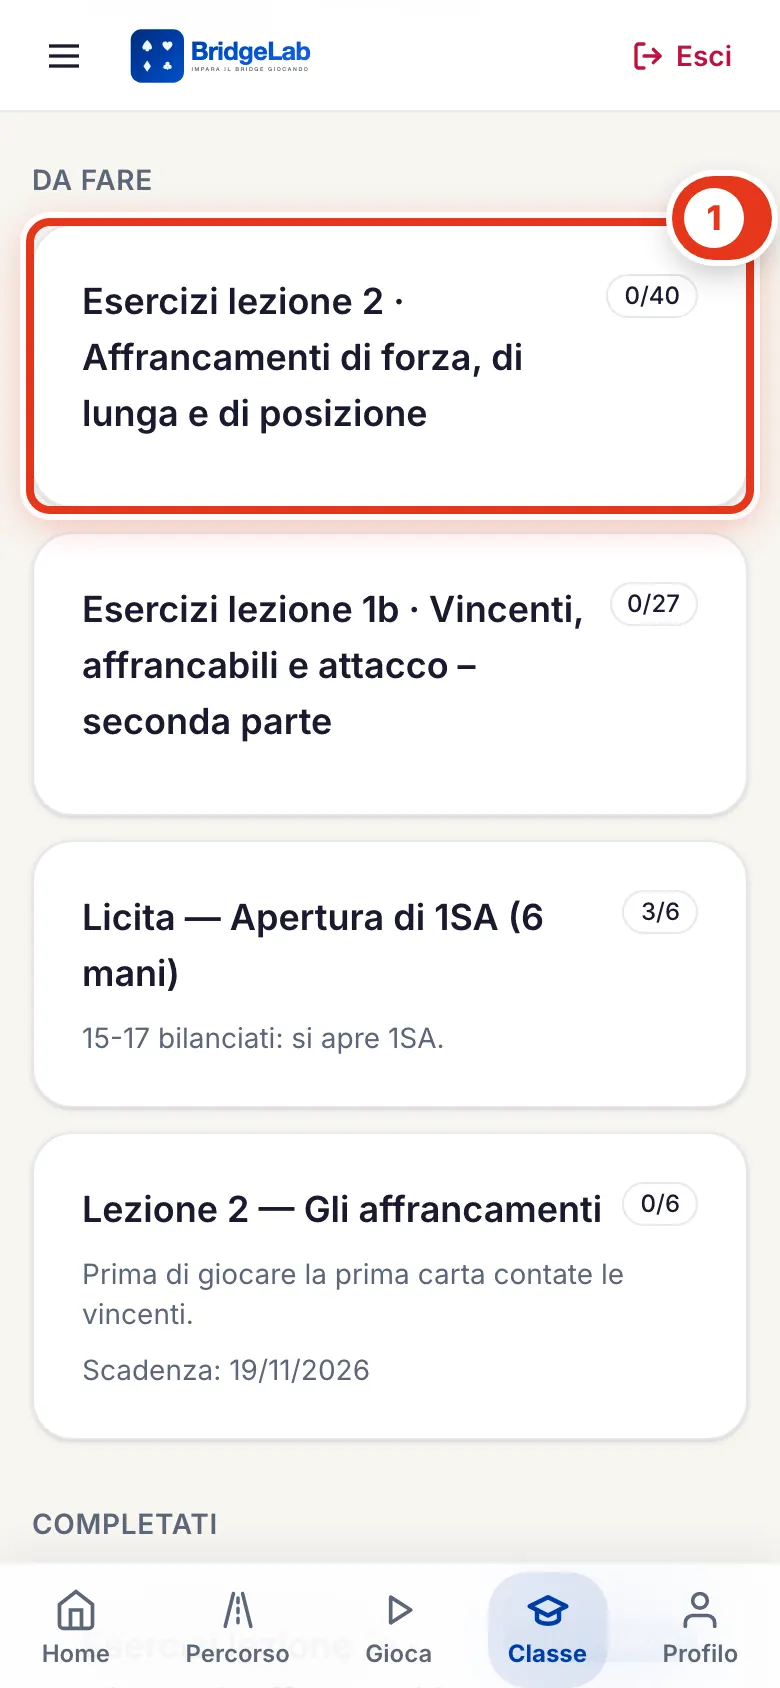 BridgeLab
IMPARA IL BRIDGE GIOCANDO
Esci
DA FARE
1
Esercizi lezione 2 ·
Affrancamenti di forza, di
lunga e di posizione
0/40
Esercizi lezione 1b · Vincenti,
affrancabili e attacco –
seconda parte
0/27
Licita — Apertura di 1SA (6
mani)
3/6
15-17 bilanciati: si apre 1SA.
Lezione 2 — Gli affrancamenti
0/6
Prima di giocare la prima carta contate le
vincenti.
Scadenza: 19/11/2026
COMPLETATI
Home
Percorso
Gioca
Classe
Profilo